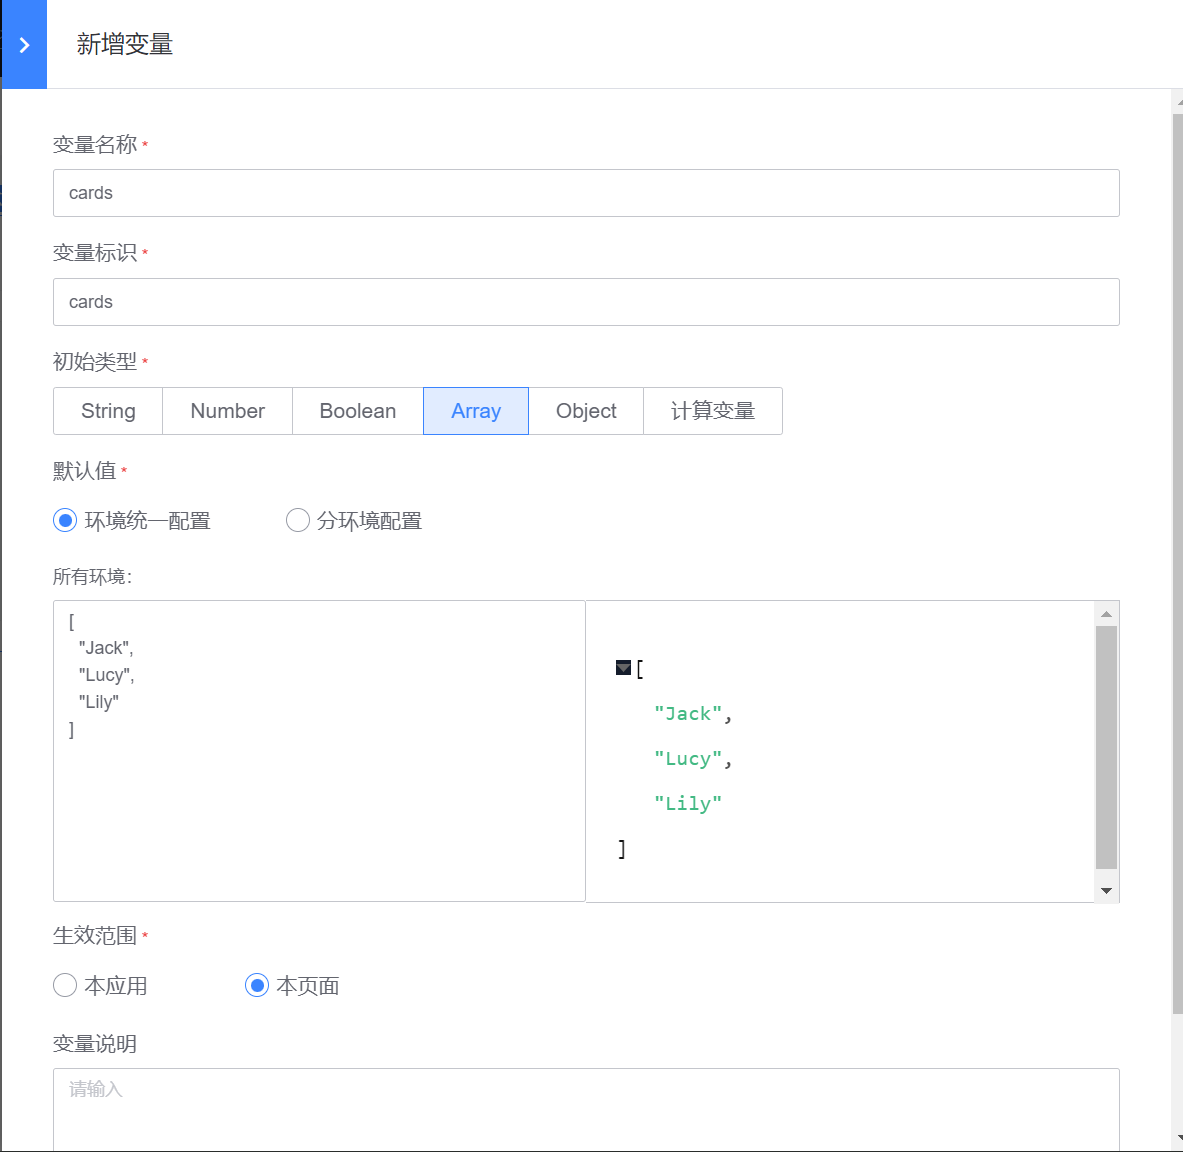 新增变量
变量名称 *
cards
变量标识 *
cards
初始类型 *
String Number Boolean Array Object 计算变量
默认值 *
环境统一配置 分环境配置
所有环境：
[
"Jack",
"Lucy",
"Lily"
]
[
"Jack",
"Lucy",
"Lily"
]
生效范围 *
本应用 本页面
变量说明
请输入